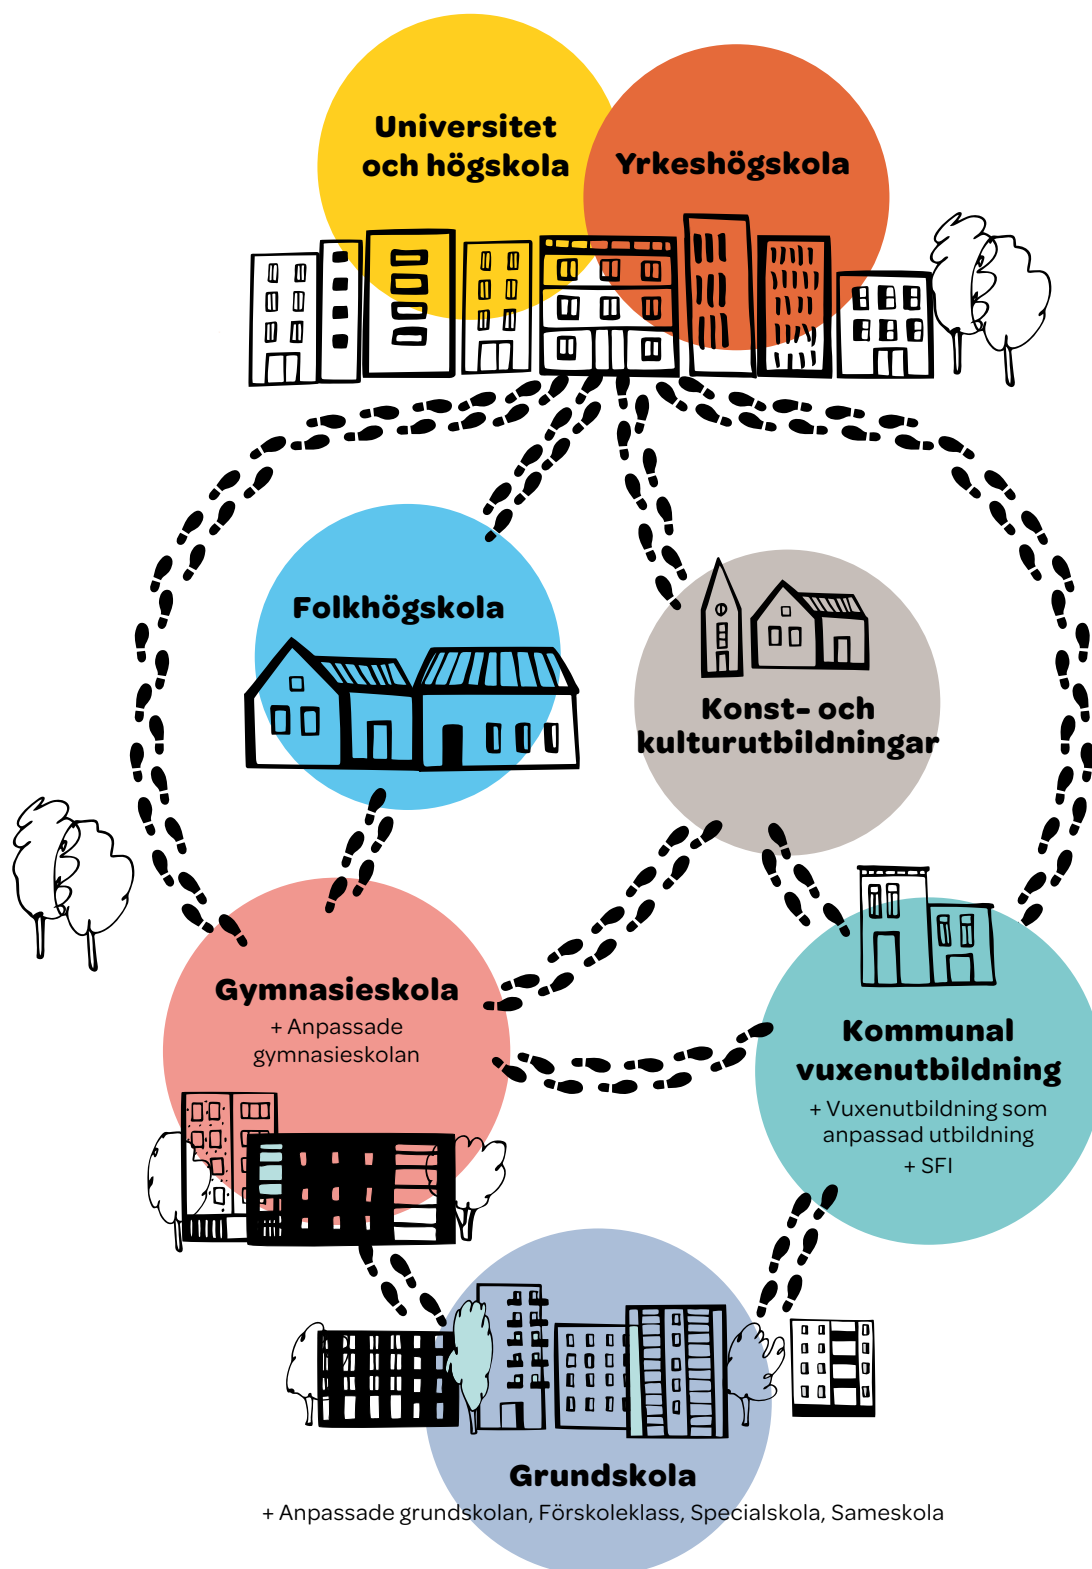 Universitet
och högskola
Yrkeshögskola
Folkhögskola
Konst- och
kulturutbildningar
Gymnasieskola
+ Anpassade
gymnasieskolan
Kommunal
vuxenutbildning
+ Vuxenutbildning som
anpassad utbildning
+ SFI
Grundskola
+ Anpassade grundskolan, Förskoleklass, Specialskola, Sameskola